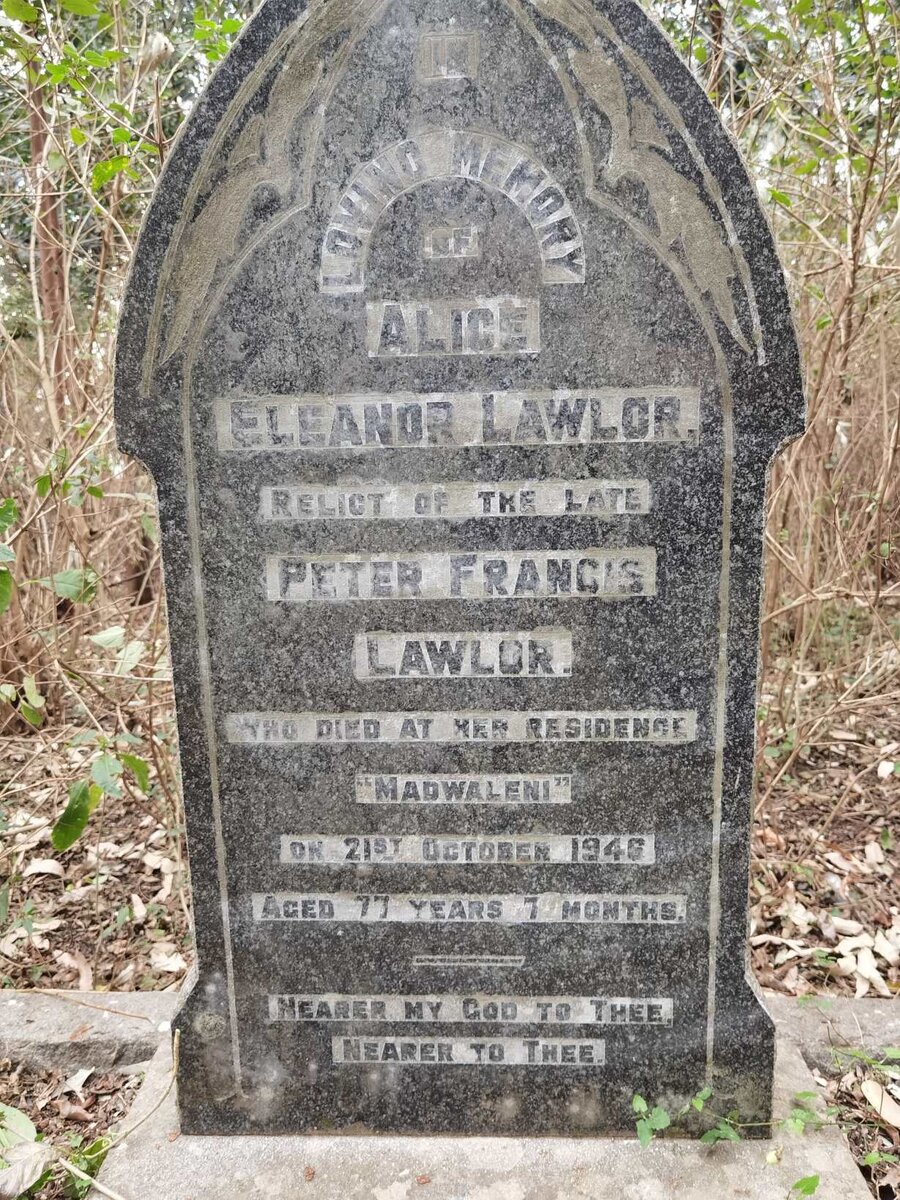 IN
LOVING MEMORY
OF
ALICE
ELEANOR LAWLOR.
RELICT OF THE LATE
PETER FRANCIS
LAWLOR.
WHO DIED AT HER RESIDENCE
"MADWALENI"
ON 21ST OCTOBER 1946
AGED 77 YEARS 7 MONTHS.
NEARER MY GOD TO THEE,
NEARER TO THEE.